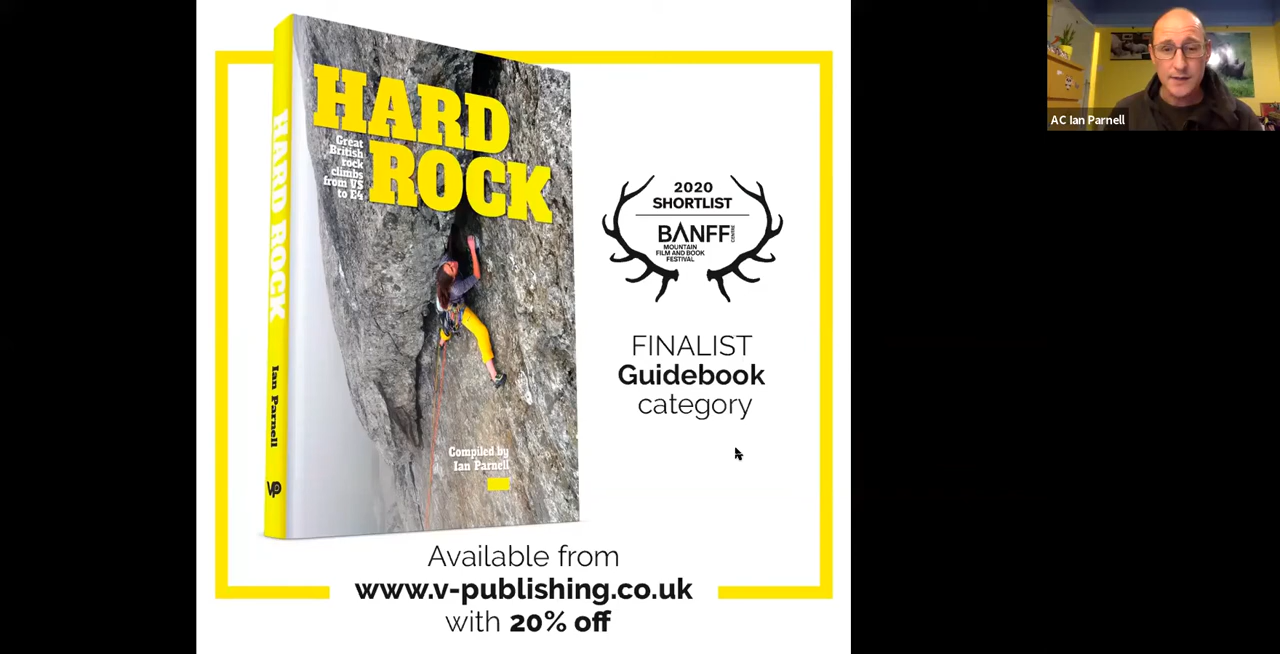 HARD
ROCK
Great
British
rock
climbs
from VS
to E4
Compiled by
Ian Parnell
HARD ROCK
Ian Parnell
VP
2020
SHORTLIST
BANFF
CENTRE
MOUNTAIN
FILM AND BOOK
FESTIVAL
FINALIST
Guidebook
category
Available from
www.v-publishing.co.uk
with 20% off
AC Ian Parnell